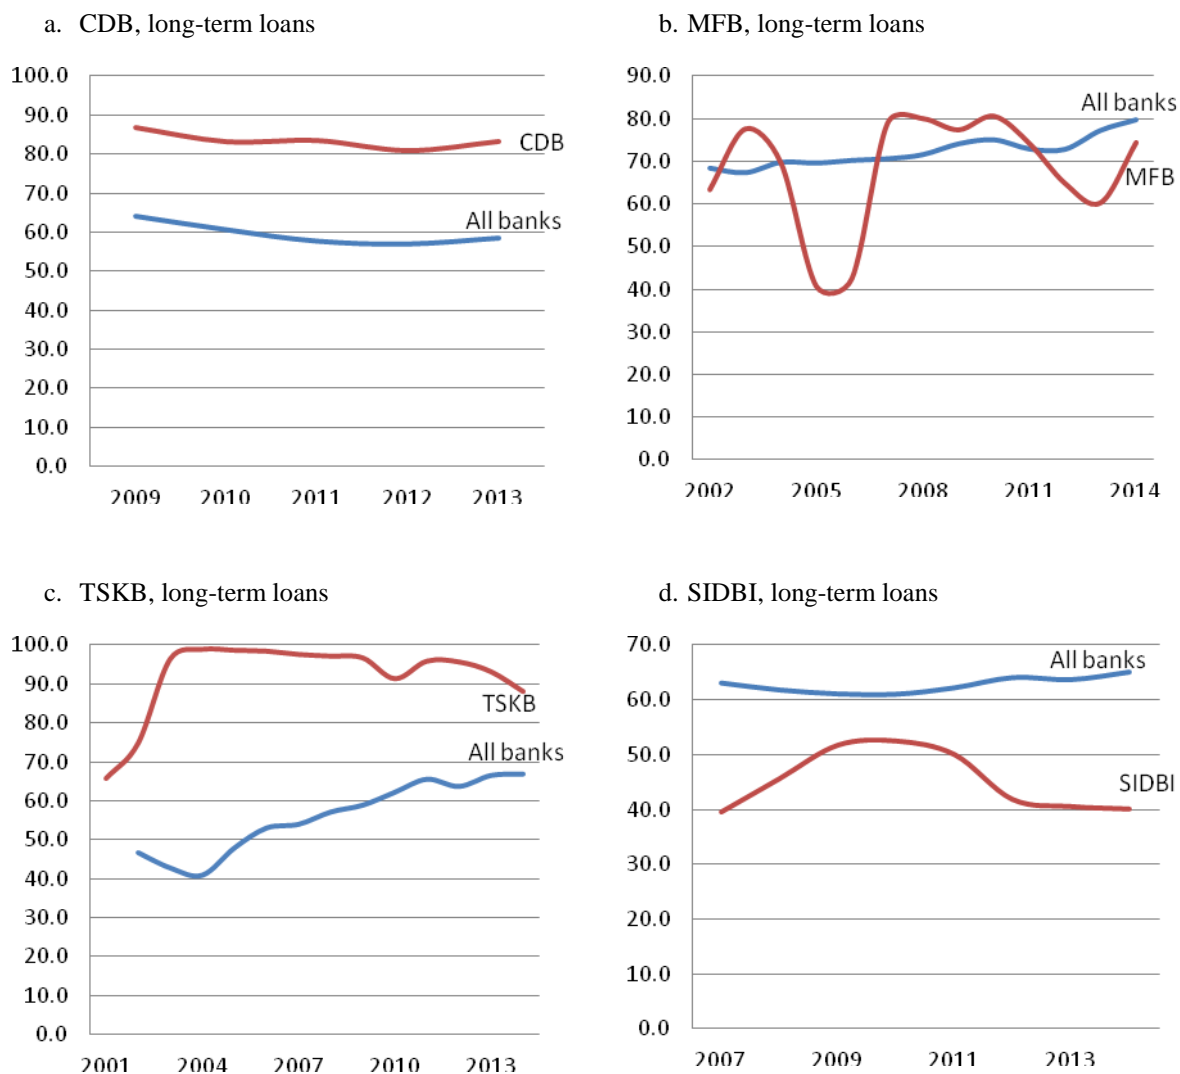 a. CDB, long-term loans
100.0
90.0
80.0
70.0
60.0
50.0
40.0
30.0
20.0
10.0
0.0
CDB
All banks
2009 2010 2011 2012 2013
b. MFB, long-term loans
90.0
80.0
70.0
60.0
50.0
40.0
30.0
20.0
10.0
0.0
All banks
MFB
2002 2005 2008 2011 2014
c. TSKB, long-term loans
100.0
90.0
80.0
70.0
60.0
50.0
40.0
30.0
20.0
10.0
0.0
TSKB
All banks
2001 2004 2007 2010 2013
d. SIDBI, long-term loans
70.0
60.0
50.0
40.0
30.0
20.0
10.0
0.0
All banks
SIDBI
2007 2009 2011 2013